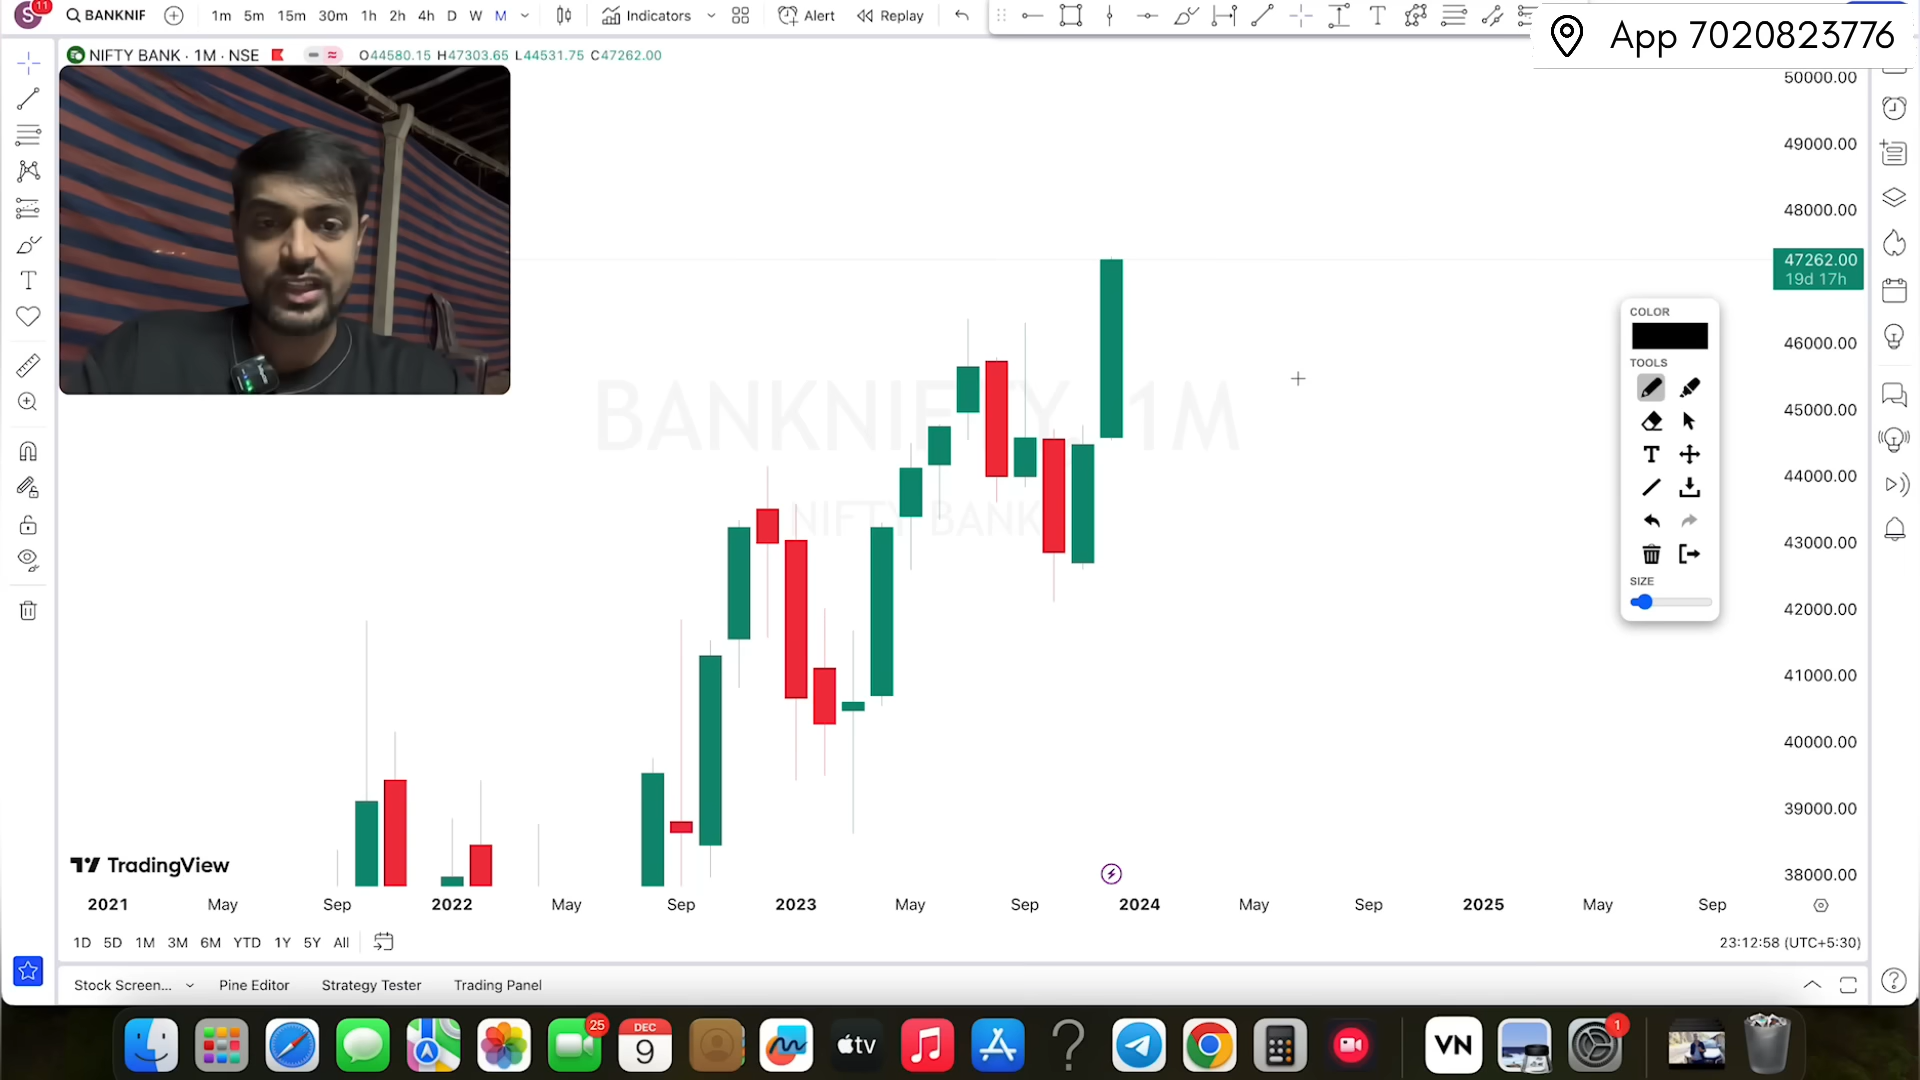 S 11 BANKNIF 1m 5m 15m 30m 1h 2h 4h D W M Indicators Alert Replay
App 7020823776
NIFTY BANK · 1M · NSE O44580.15 H47303.65 L44531.75 C47262.00
50000.00
49000.00
48000.00
47262.00
19d 17h
46000.00
45000.00
44000.00
43000.00
42000.00
41000.00
40000.00
39000.00
38000.00
BANKNIFTY, 1M
NIFTY BANK
COLOR
TOOLS
T
SIZE
TradingView
2021 May Sep 2022 May Sep 2023 May Sep 2024 May Sep 2025 May Sep
1D 5D 1M 3M 6M YTD 1Y 5Y All 23:12:58 (UTC+5:30)
Stock Screen... Pine Editor Strategy Tester Trading Panel
25 DEC 9 tv VN 1